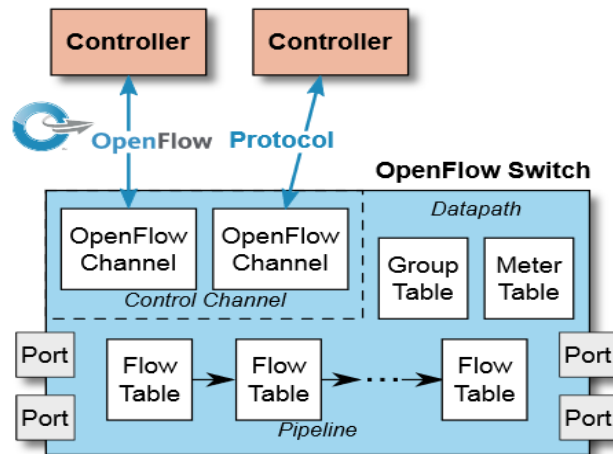 Controller
Controller
OpenFlow
Protocol
OpenFlow Switch
OpenFlow
Channel
OpenFlow
Channel
Control Channel
Datapath
Group
Table
Meter
Table
Port
Port
Flow
Table
Flow
Table
...
Flow
Table
Pipeline
Port
Port